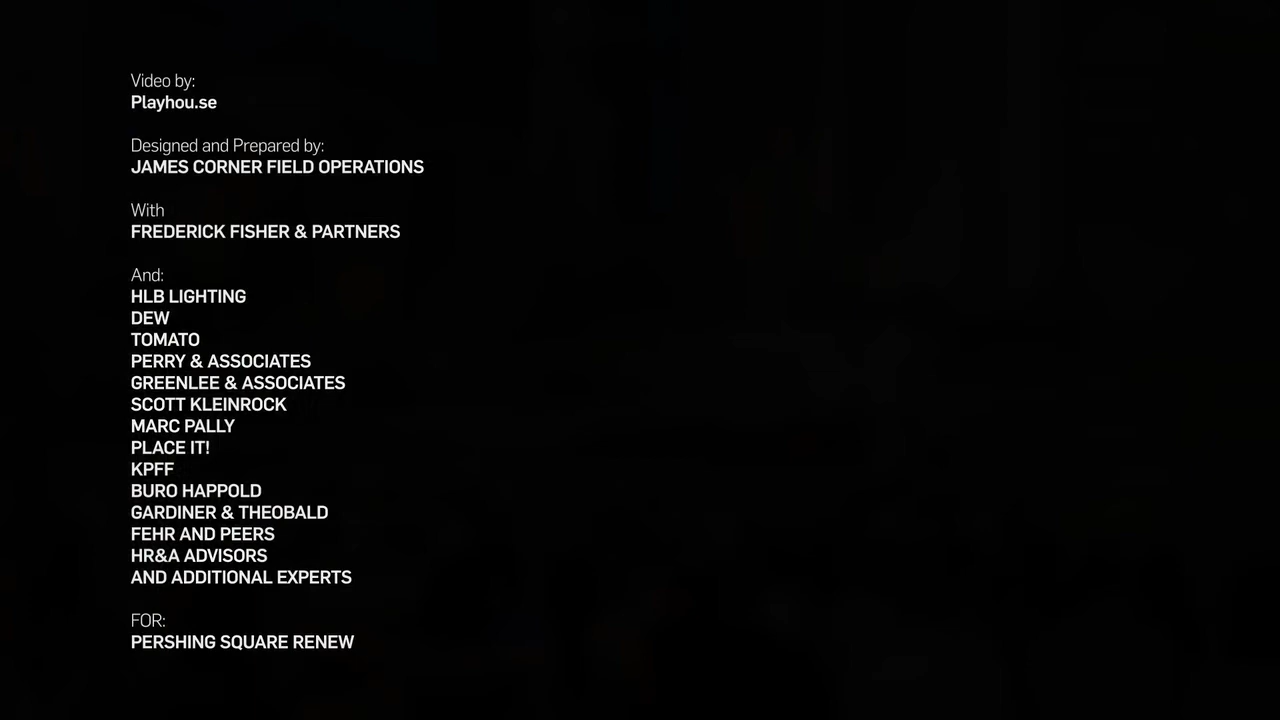 Video by:
Playhou.se
Designed and Prepared by:
JAMES CORNER FIELD OPERATIONS
With
FREDERICK FISHER & PARTNERS
And:
HLB LIGHTING
DEW
TOMATO
PERRY & ASSOCIATES
GREENLEE & ASSOCIATES
SCOTT KLEINROCK
MARC PALLY
PLACE IT!
KPFF
BURO HAPPOLD
GARDINER & THEOBALD
FEHR AND PEERS
HR&A ADVISORS
AND ADDITIONAL EXPERTS
FOR:
PERSHING SQUARE RENEW